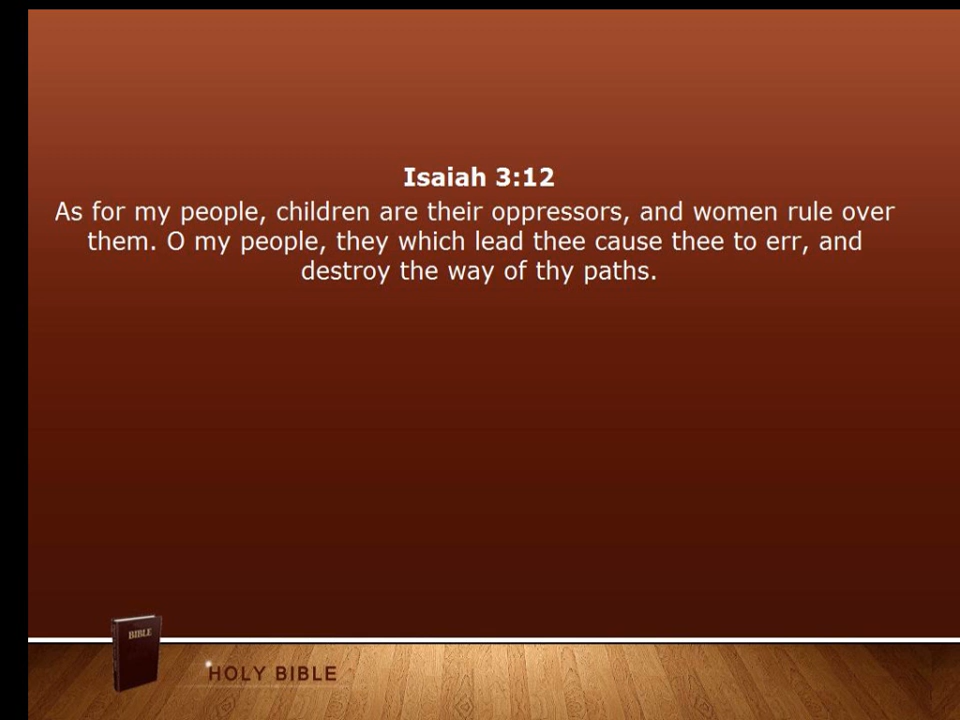 Isaiah 3:12
As for my people, children are their oppressors, and women rule over
them. O my people, they which lead thee cause thee to err, and
destroy the way of thy paths.
BIBLE
HOLY BIBLE